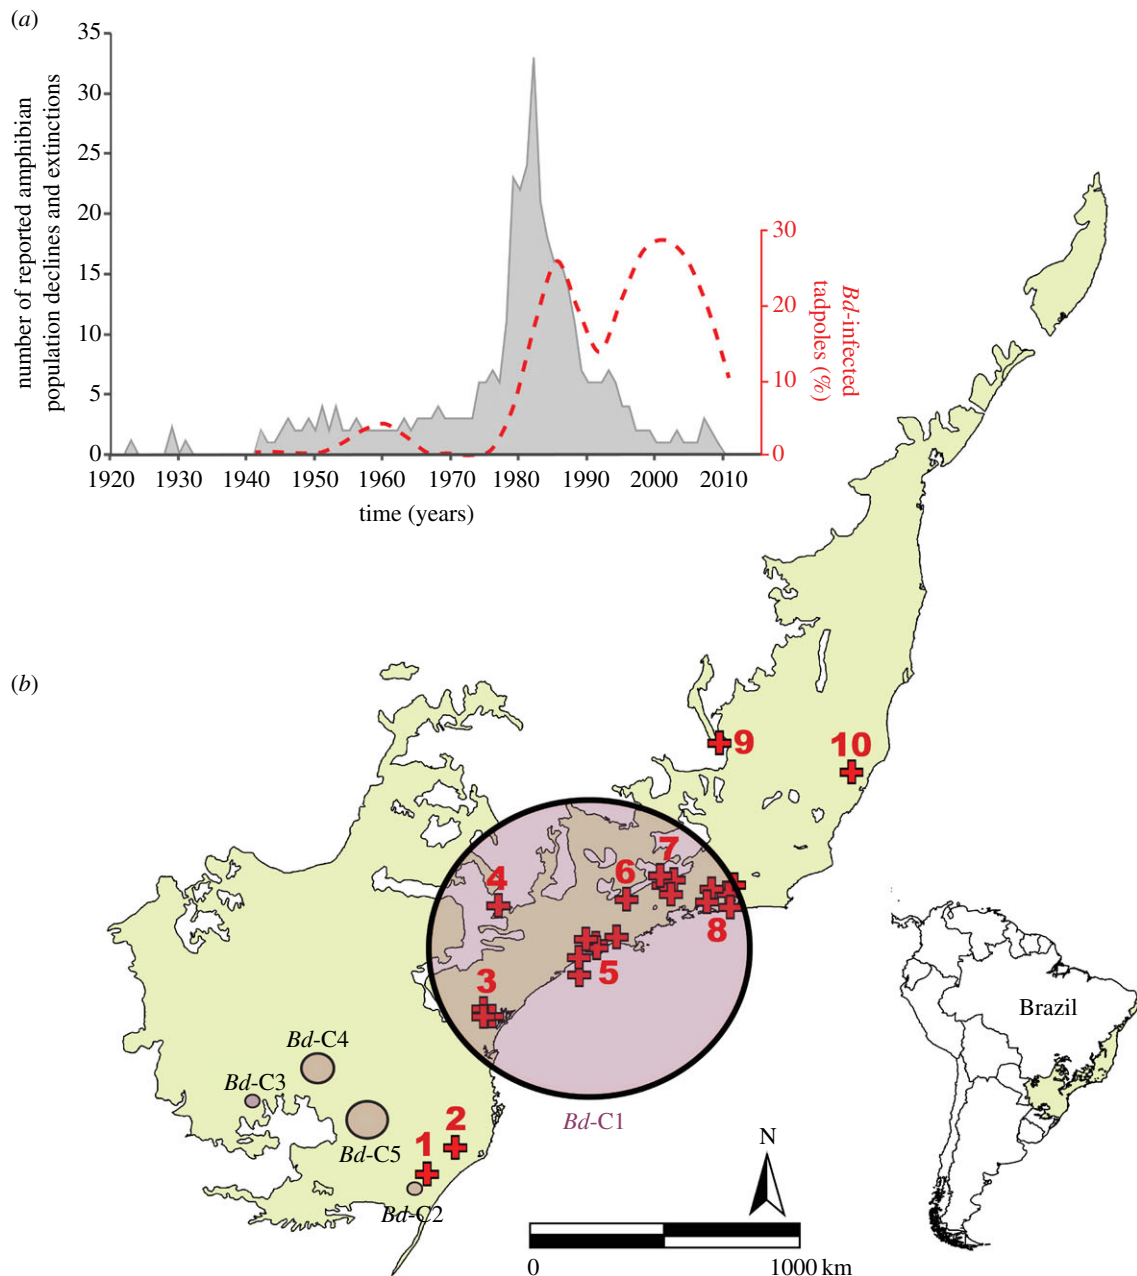 (a)
number of reported amphibian
population declines and extinctions
35
30
25
20
15
10
5
0
1920 1930 1940 1950 1960 1970 1980 1990 2000 2010
time (years)
30
20
10
0
Bd-infected
tadpoles (%)
(b)
9
10
7
6
4
8
5
3
Brazil
Bd-C4
Bd-C3
Bd-C1
2
1
Bd-C5
Bd-C2
N
0 1000 km